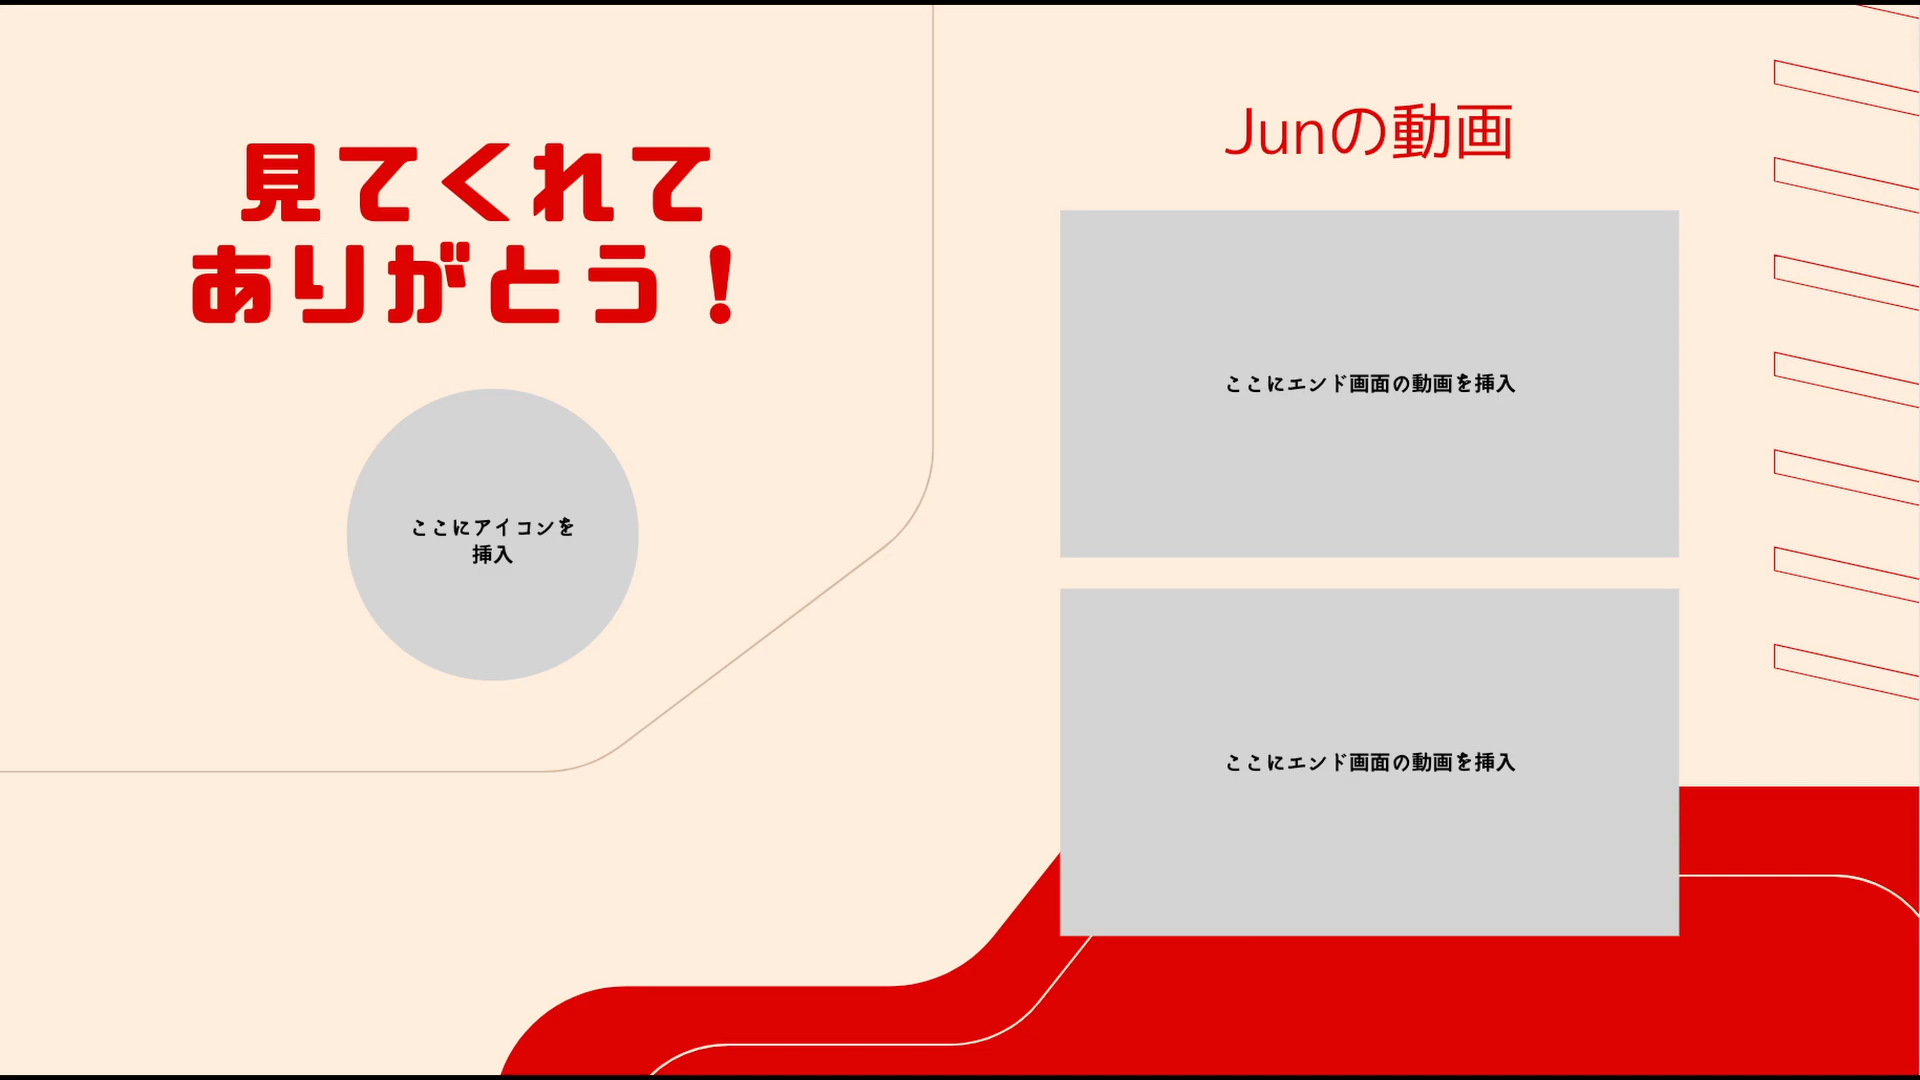 見てくれて
ありがとう！
ここにアイコンを
挿入
Junの動画
ここにエンド画面の動画を挿入
ここにエンド画面の動画を挿入